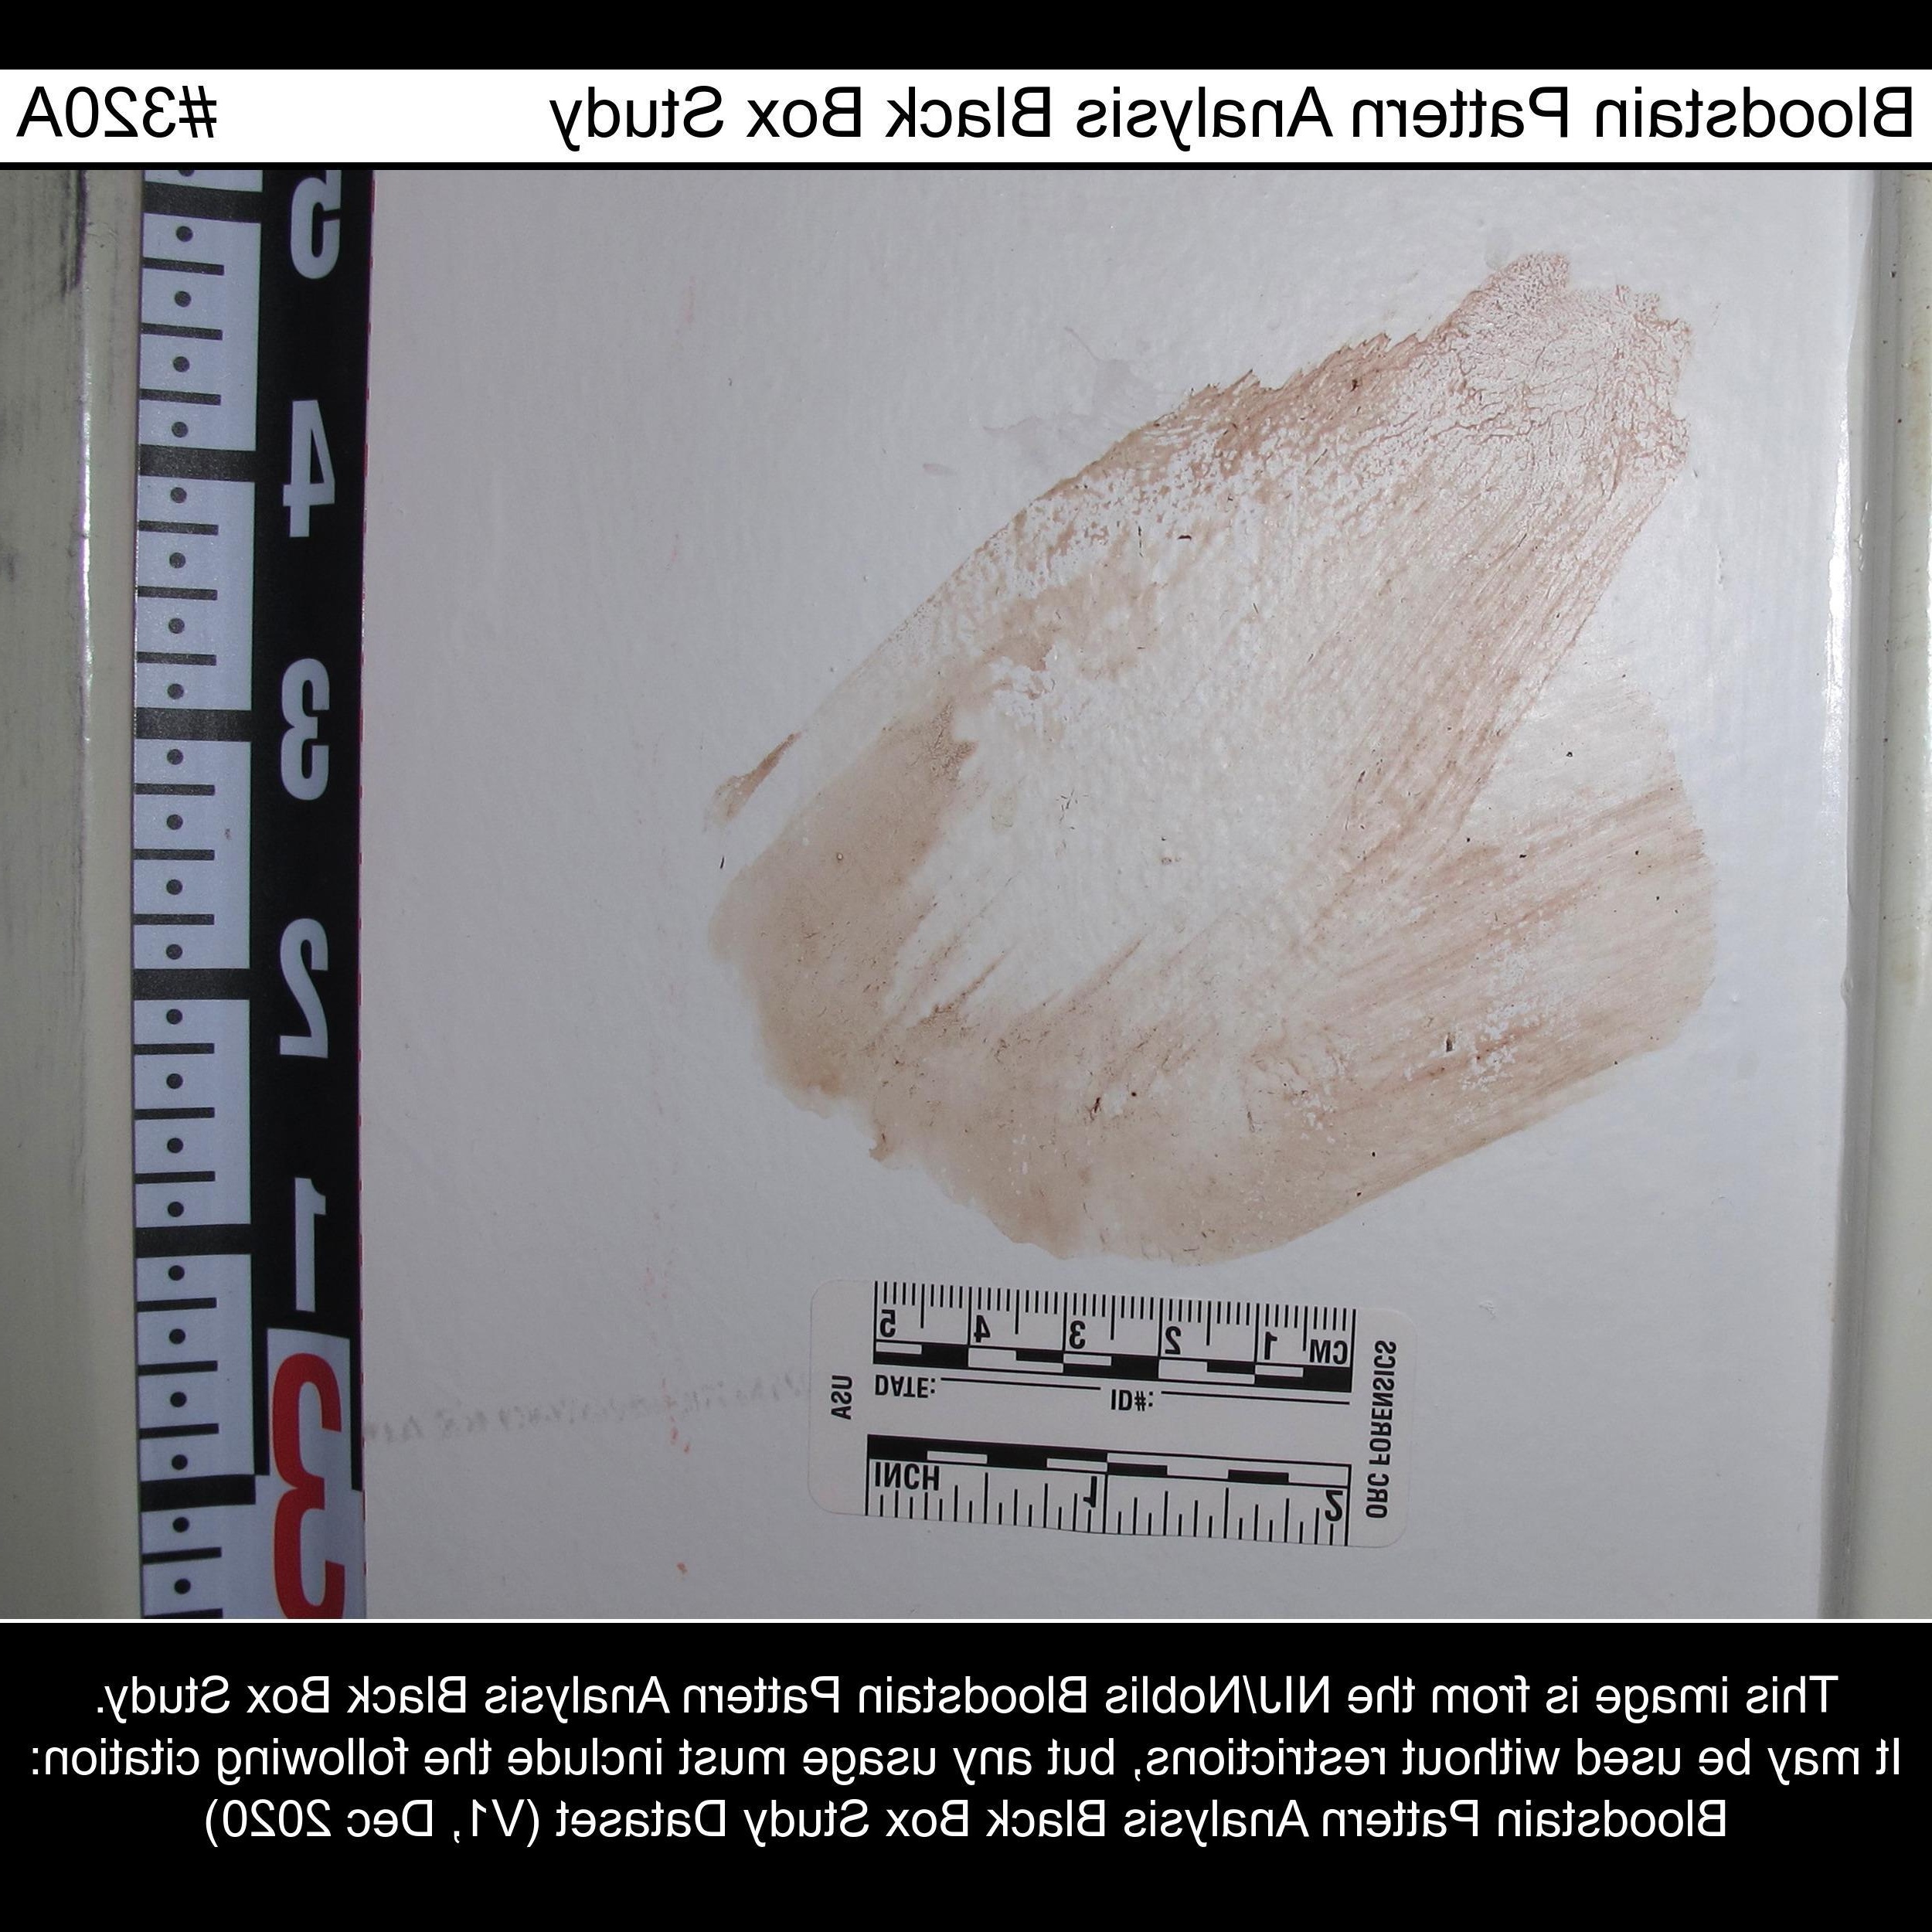 Bloodstain Pattern Analysis Black Box Study #320A
5
4
3
2
1
3
CM 1 2 3 4 5
DATE: ID#:
ASU
ORC FORENSICS
INCH 1 2
This image is from the NIJ/Noblis Bloodstain Pattern Analysis Black Box Study.
It may be used without restrictions, but any usage must include the following citation:
Bloodstain Pattern Analysis Black Box Study Dataset (V1, Dec 2020)